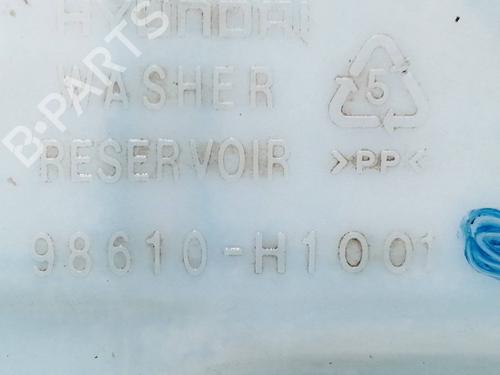 HYUNDAI
WASHER
RESERVOIR
98610-H1001
5
>PP<
B-PARTS